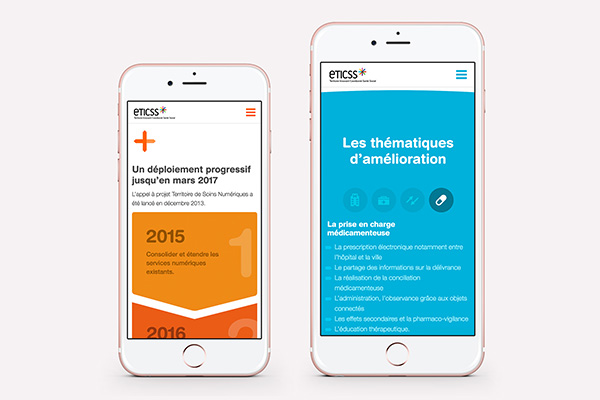 eTICSS
Un déploiement progressif
jusqu'en mars 2017
L'appel à projet Territoire de Soins Numériques a
été lancé en décembre 2013.
2015
1
Consolider et étendre les
services numériques
existants.
2016
2
eTICSS
Les thématiques
d'amélioration
La prise en charge
médicamenteuse
La prescription électronique notamment entre
l'hôpital et la ville
Le partage des informations sur la délivrance
La réalisation de la conciliation
médicamenteuse
L'administration, l'observance grâce aux objets
connectés
Les effets secondaires et la pharmaco-vigilance
L'éducation thérapeutique.